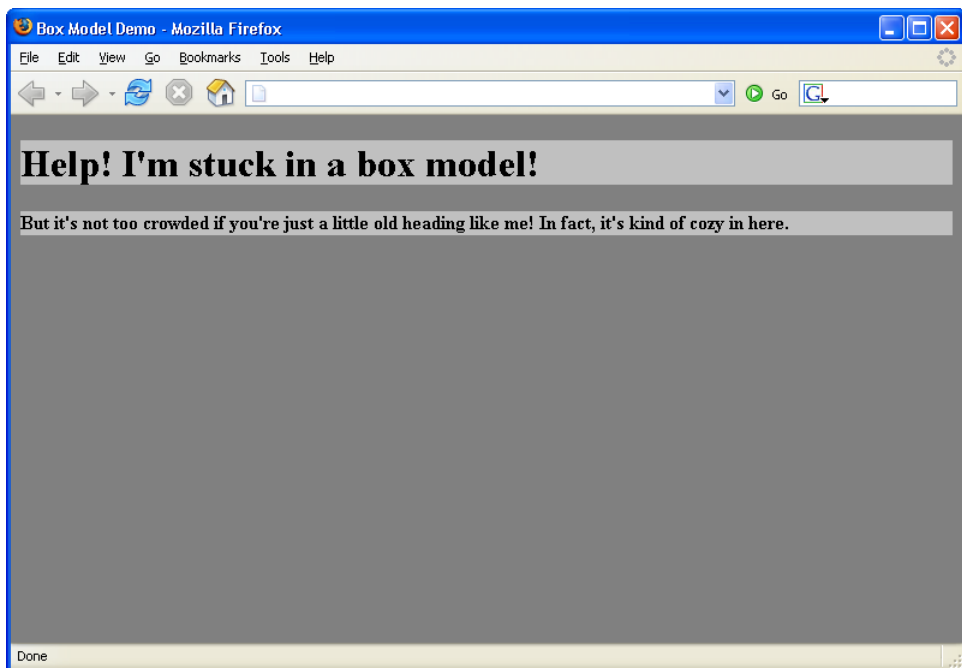 Box Model Demo - Mozilla Firefox
File Edit View Go Bookmarks Tools Help
Go G
Help! I'm stuck in a box model!
But it's not too crowded if you're just a little old heading like me! In fact, it's kind of cozy in here.
Done